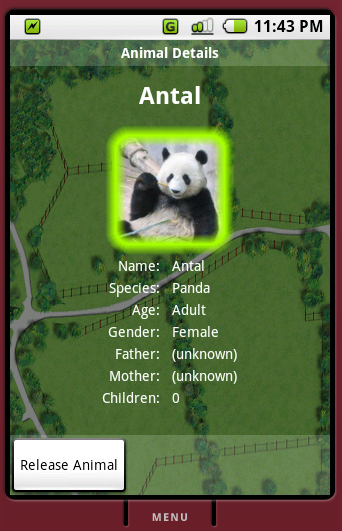 G 11:43 PM
Animal Details
Antal
Name: Antal
Species: Panda
Age: Adult
Gender: Female
Father: (unknown)
Mother: (unknown)
Children: 0
Release Animal
MENU